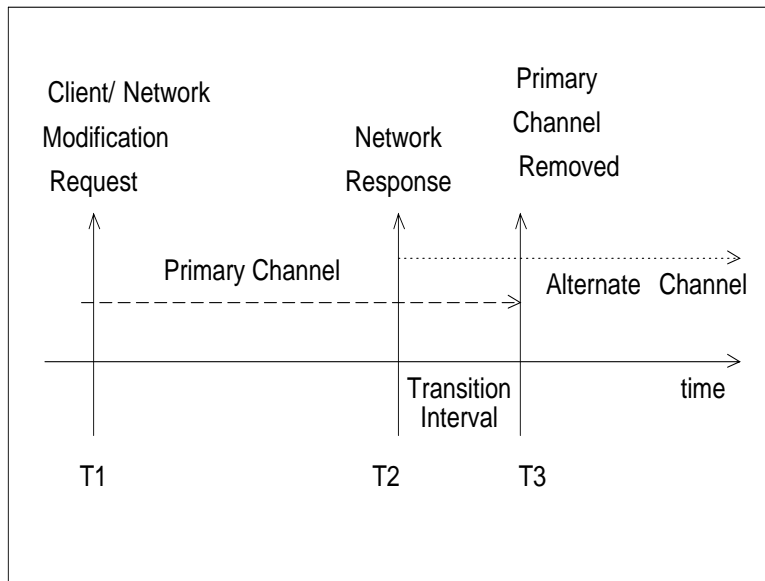 Client/ Network
Modification
Request
Network
Response
Primary
Channel
Removed
Primary Channel
Alternate Channel
Transition
Interval
time
T1
T2
T3